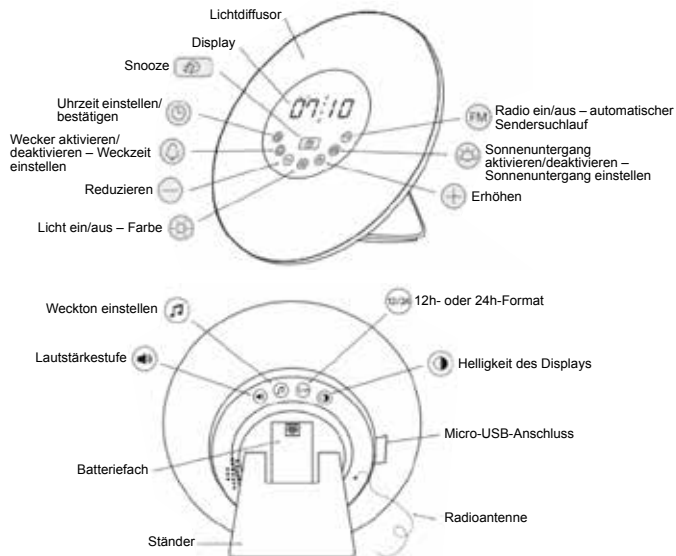 Lichtdiffusor
Display
Snooze
07:10
Uhrzeit einstellen/
bestätigen
Wecker aktivieren/
deaktivieren – Weckzeit
einstellen
Reduzieren
Licht ein/aus – Farbe
FM
Radio ein/aus – automatischer
Sendersuchlauf
Sonnenuntergang
aktivieren/deaktivieren –
Sonnenuntergang einstellen
Erhöhen
Weckton einstellen
12/24
12h- oder 24h-Format
Lautstärkestufe
Helligkeit des Displays
Micro-USB-Anschluss
Batteriefach
Radioantenne
Ständer